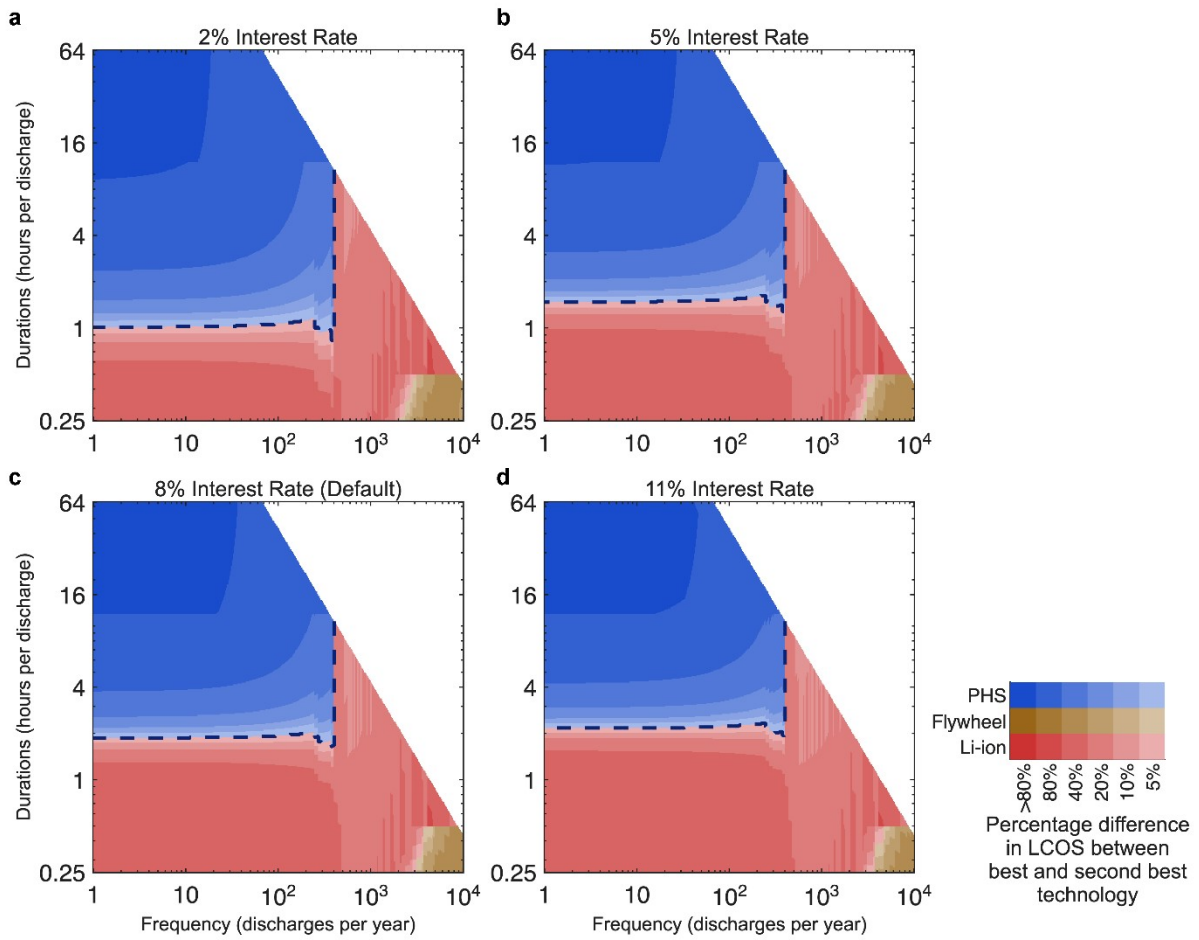 a
2% Interest Rate
b
5% Interest Rate
Durations (hours per discharge)
64
16
4
1
0.25
1
10
10²
10³
10⁴
64
16
4
1
0.25
1
10
10²
10³
10⁴
c
8% Interest Rate (Default)
d
11% Interest Rate
Durations (hours per discharge)
64
16
4
1
0.25
1
10
10²
10³
10⁴
Frequency (discharges per year)
64
16
4
1
0.25
1
10
10²
10³
10⁴
Frequency (discharges per year)
PHS
Flywheel
Li-ion
>80%
80%
40%
20%
10%
5%
Percentage difference
in LCOS between
best and second best
technology